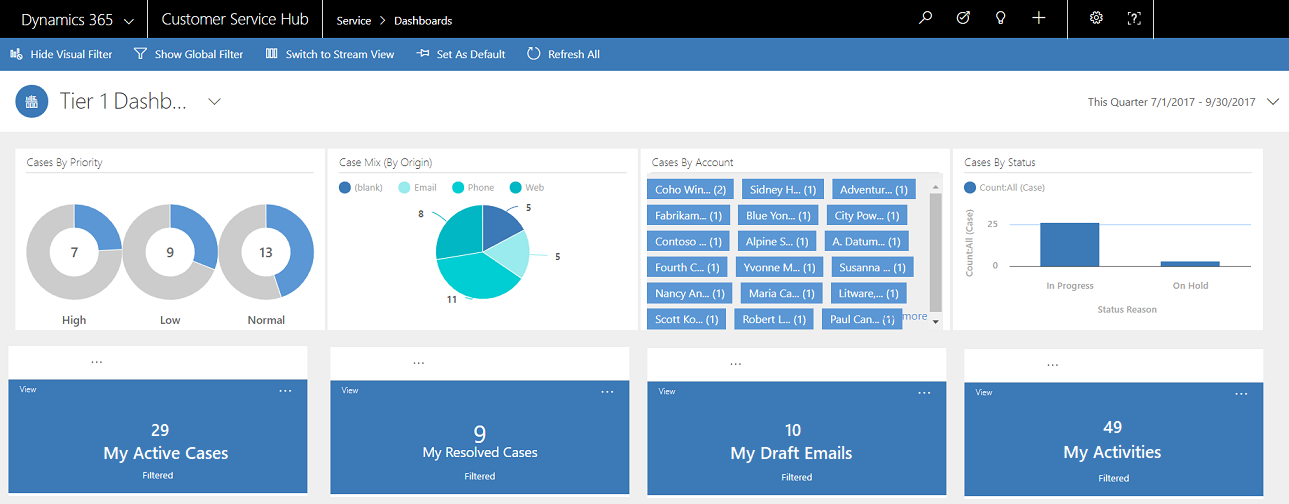 Dynamics 365 Customer Service Hub Service > Dashboards
Hide Visual Filter Show Global Filter Switch to Stream View Set As Default Refresh All
Tier 1 Dashb...
This Quarter 7/1/2017 - 9/30/2017
Cases By Priority
7 9 13
High Low Normal
Case Mix (By Origin)
(blank) Email Phone Web
8 5
5
11
Cases By Account
Coho Win... (2) Sidney H... (1) Adventur... (1)
Fabrikam... (1) Blue Yon... (1) City Pow... (1)
Contoso ... (1) Alpine S... (1) A. Datum... (1)
Fourth C... (1) Yvonne M... (1) Susanna ... (1)
Nancy An... (1) Maria Ca... (1) Litware,... (1)
Scott Ko... (1) Robert L... (1) Paul Can... (1) more
Cases By Status
Count:All (Case)
Count:All (Case)
25
0
In Progress On Hold
Status Reason
... ... ... ...
View ... View ... View ... View ...
29
My Active Cases
Filtered
9
My Resolved Cases
Filtered
10
My Draft Emails
Filtered
49
My Activities
Filtered